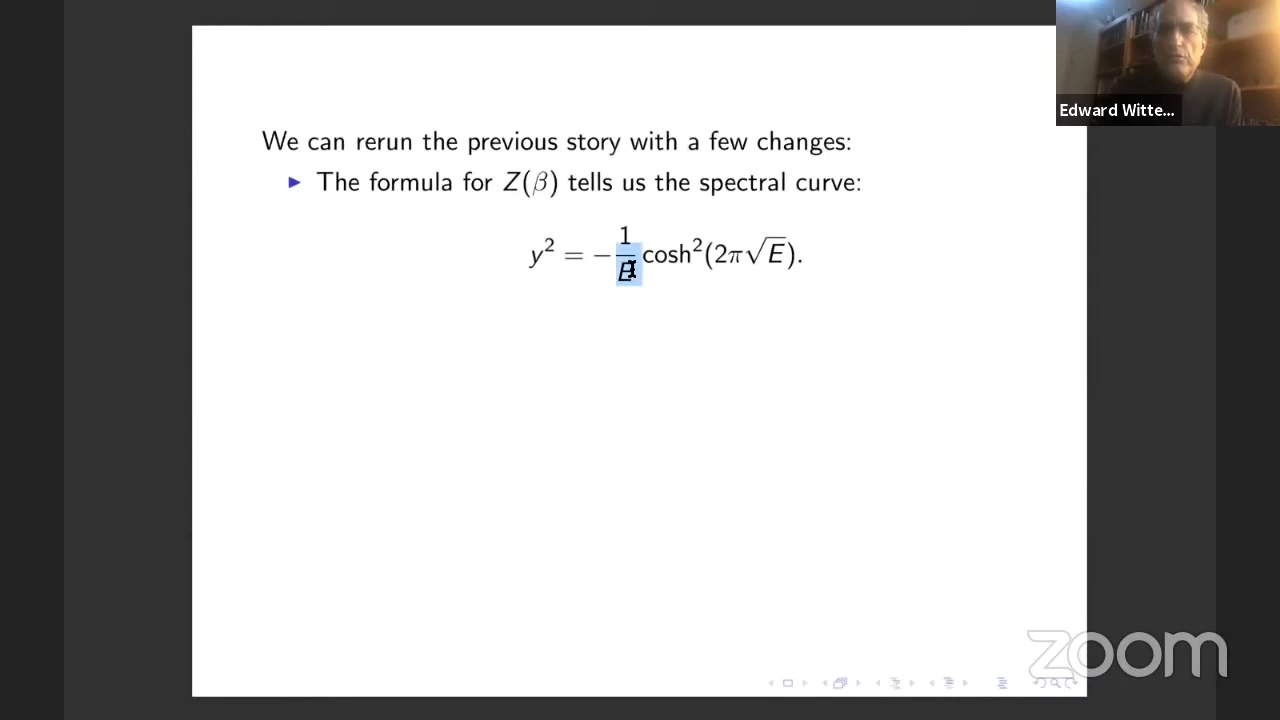 Edward Witte...
We can rerun the previous story with a few changes:
► The formula for Z(β) tells us the spectral curve:
y² = −1/E cosh²(2π√E).
zoom